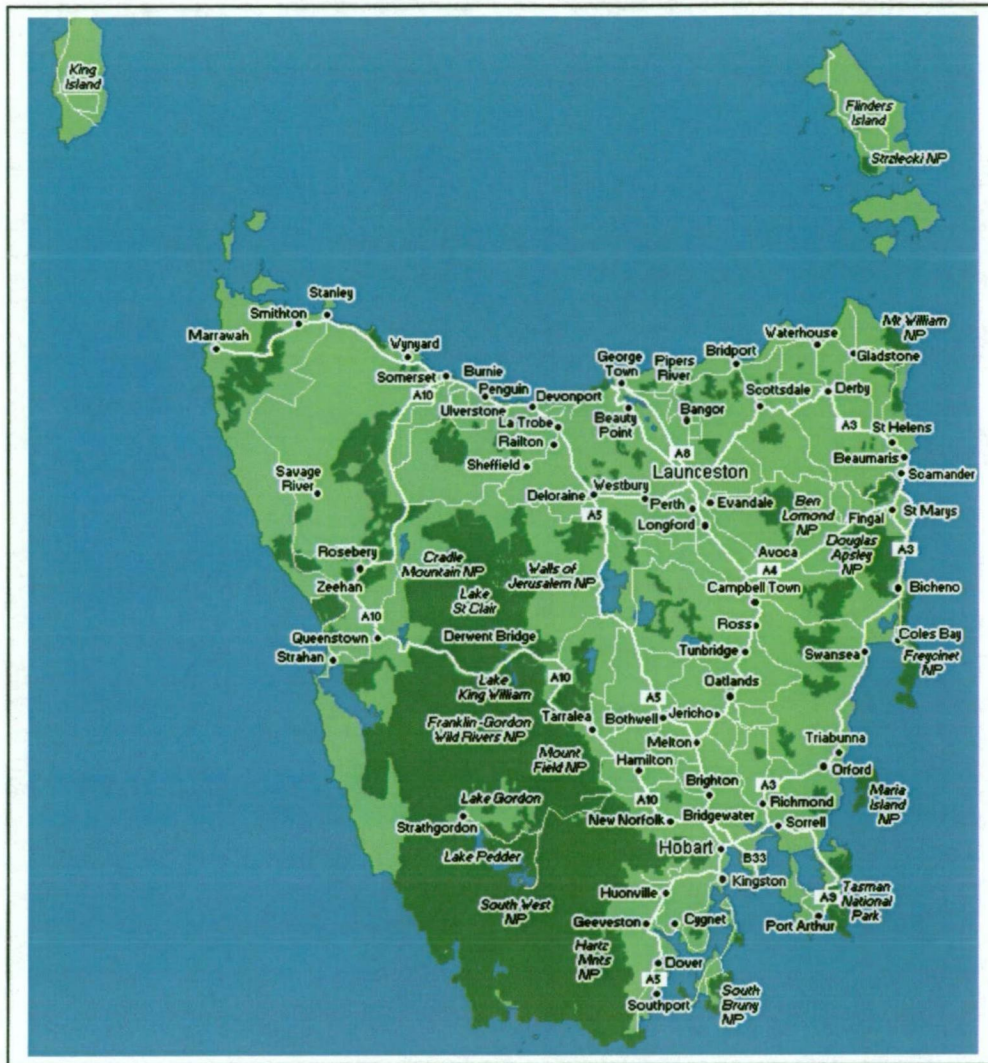 King
Island
Flinders
Island
Strzlecki NP
Stanley
Smithton
Marrawah
Wynyard
Somerset
Burnie
A10
Penguin
Ulverstone
Devonport
La Trobe
Railton
Sheffield
George
Town
Pipers
River
Bridport
Waterhouse
Mt William
NP
Gladstone
Scottsdale
Derby
Beauty
Point
Bangor
A3
St Helens
A8
Beaumaris
Launceston
Scamander
Savage
River
Deloraine
Westbury
Perth
Evandale
Ben
Lomond
NP
Fingal
St Marys
A5
Longford
Douglas
Apsley
NP
A3
Rosebery
Cradle
Mountain NP
Walls of
Jerusalem NP
Avoca
A4
Zeehan
Lake
St Clair
Campbell Town
Bicheno
A10
Ross
Queenstown
Derwent Bridge
Coles Bay
Strahan
Tunbridge
Swansea
Freycinet
NP
A10
Lake
King William
Oatlands
A5
Tarralea
Bothwell
Jericho
Franklin-Gordon
Wild Rivers NP
Melton
Triabunna
Mount
Field NP
Hamilton
Orford
Brighton
A3
Maria
Island
NP
Lake Gordon
A10
Richmond
Strathgordon
New Norfolk
Bridgewater
Sorrell
Lake Pedder
Hobart
B33
Kingston
South West
NP
Huonville
A9
Tasman
National
Park
Geeveston
Cygnet
Port Arthur
Hartz
Mnts
NP
Dover
A5
Southport
South
Bruny
NP